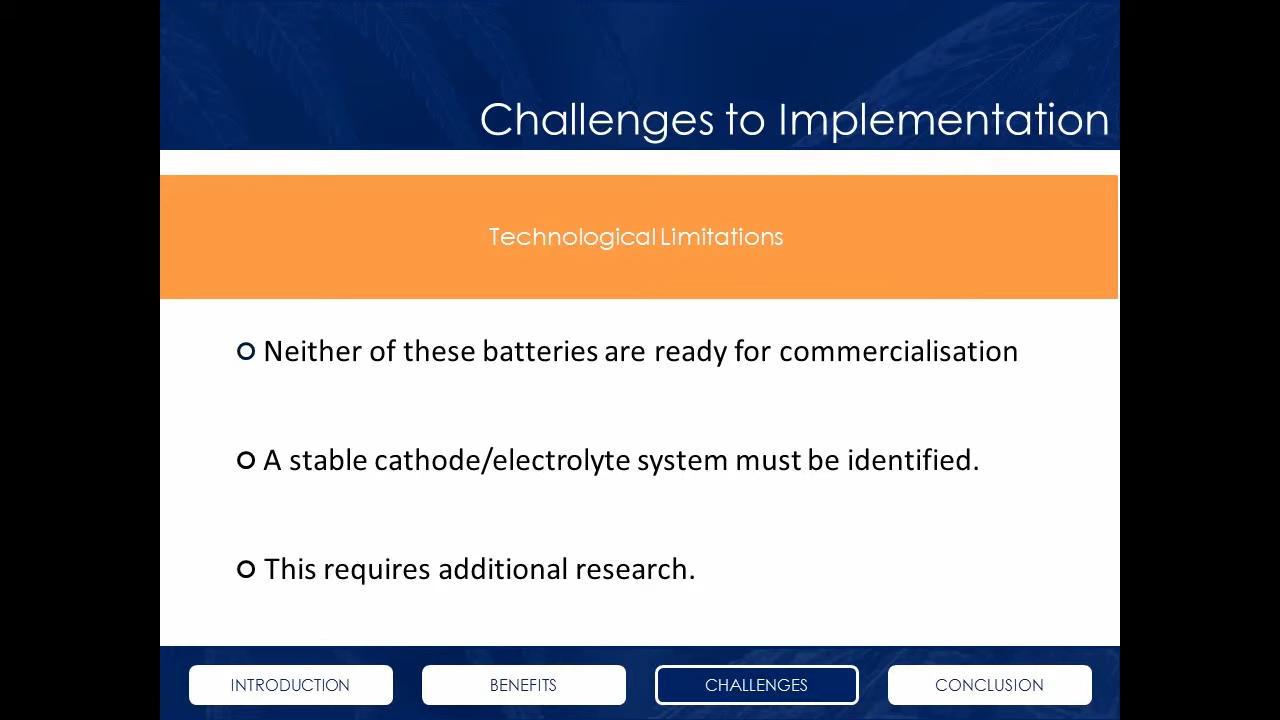 Challenges to Implementation
Technological Limitations
Neither of these batteries are ready for commercialisation
A stable cathode/electrolyte system must be identified.
This requires additional research.
INTRODUCTION
BENEFITS
CHALLENGES
CONCLUSION